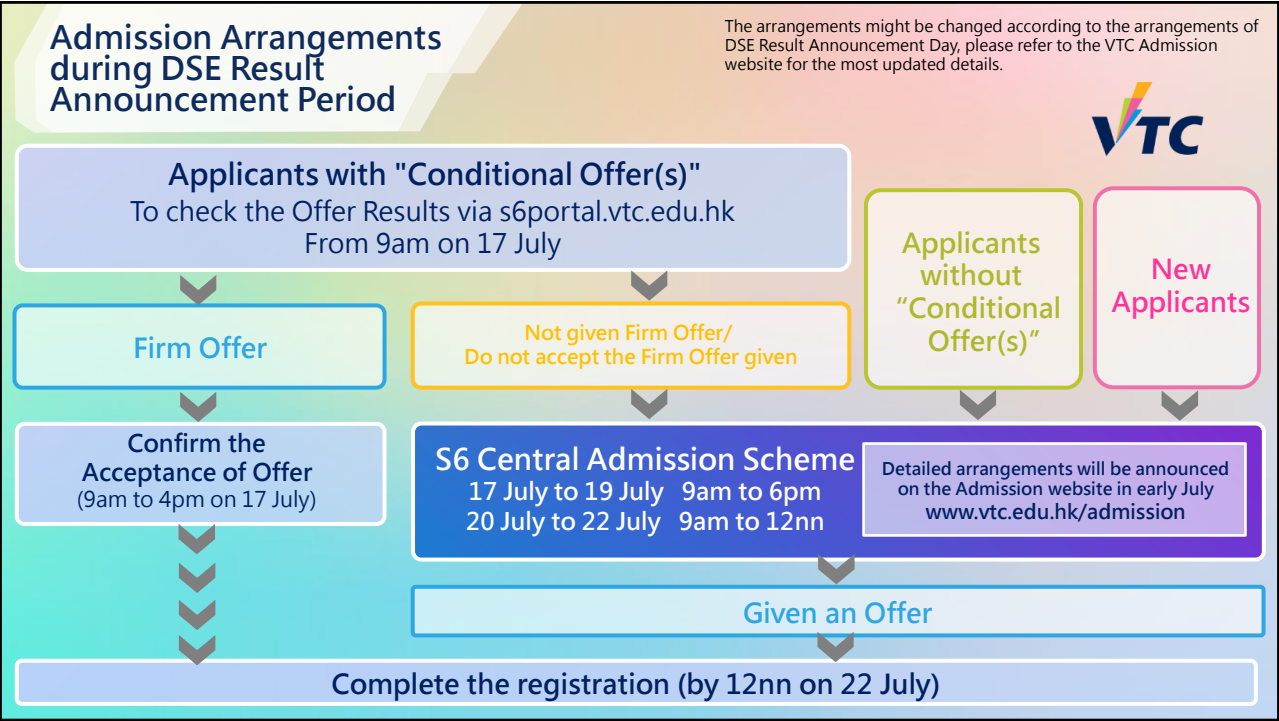 Admission Arrangements
during DSE Result
Announcement Period
The arrangements might be changed according to the arrangements of
DSE Result Announcement Day, please refer to the VTC Admission
website for the most updated details.
VTC
Applicants with "Conditional Offer(s)"
To check the Offer Results via s6portal.vtc.edu.hk
From 9am on 17 July
Applicants
without
“Conditional
Offer(s)”
New
Applicants
Firm Offer
Not given Firm Offer/
Do not accept the Firm Offer given
Confirm the
Acceptance of Offer
(9am to 4pm on 17 July)
S6 Central Admission Scheme
17 July to 19 July 9am to 6pm
20 July to 22 July 9am to 12nn
Detailed arrangements will be announced
on the Admission website in early July
www.vtc.edu.hk/admission
Given an Offer
Complete the registration (by 12nn on 22 July)